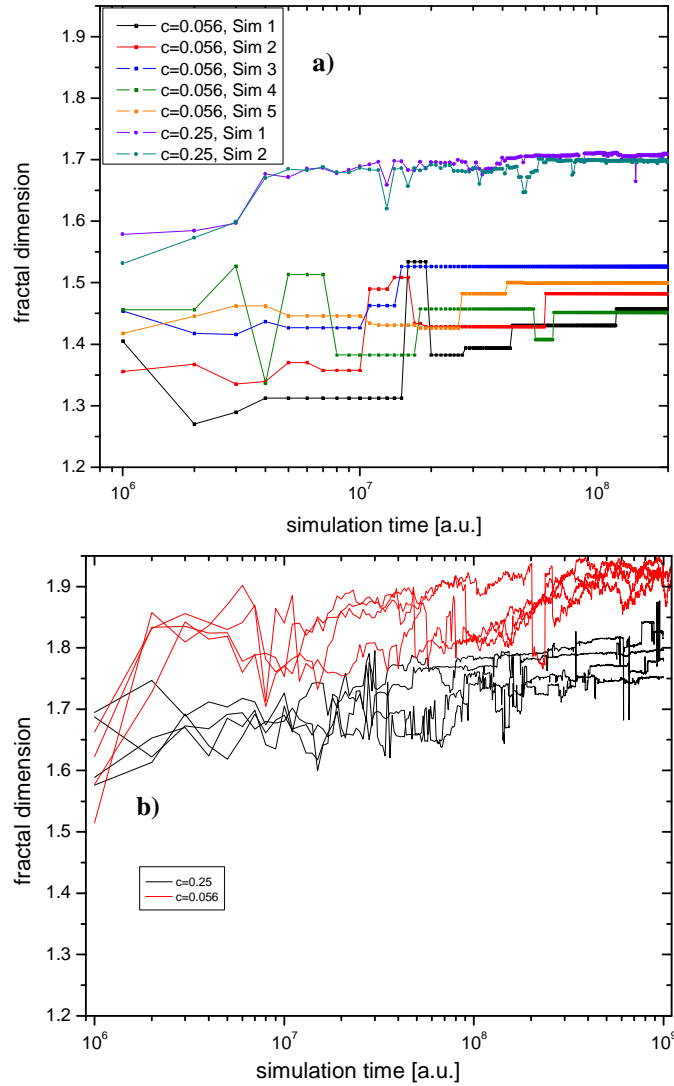 1.9
1.8
1.7
1.6
1.5
1.4
1.3
1.2
fractal dimension
c=0.056, Sim 1
c=0.056, Sim 2
c=0.056, Sim 3
c=0.056, Sim 4
c=0.056, Sim 5
c=0.25, Sim 1
c=0.25, Sim 2
a)
10^6
10^7
10^8
simulation time [a.u.]
1.9
1.8
1.7
1.6
1.5
1.4
1.3
1.2
fractal dimension
b)
c=0.25
c=0.056
10^6
10^7
10^8
10^9
simulation time [a.u.]